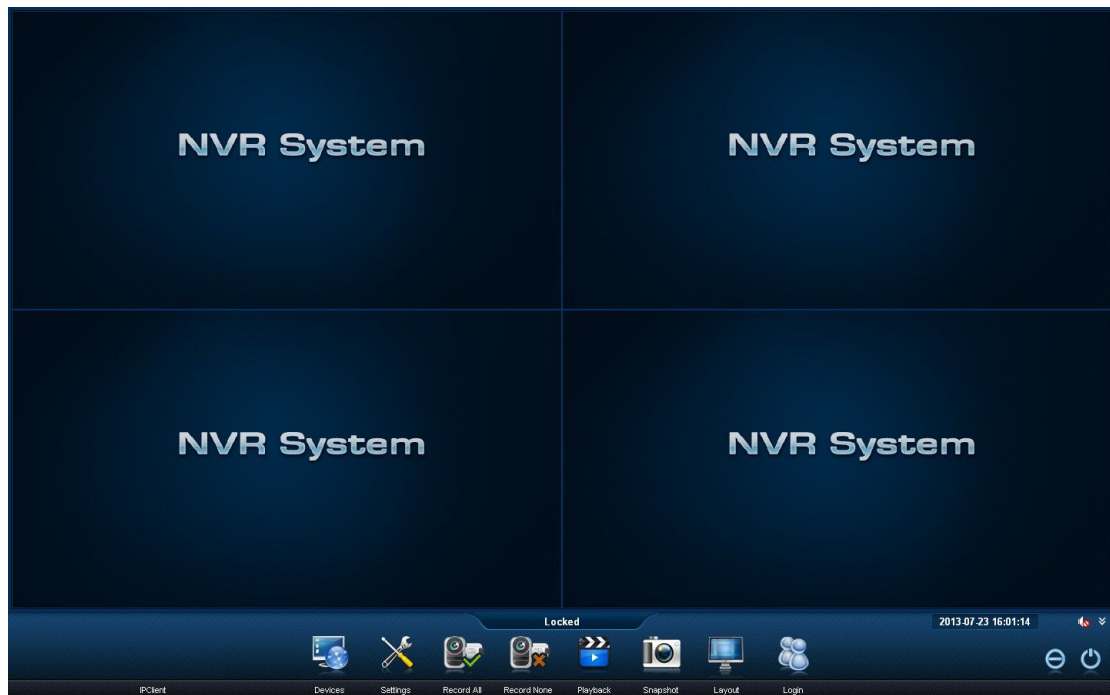 NVR System
NVR System
NVR System
NVR System
Locked
2013-07-23 16:01:14
IPClient
Devices
Settings
Record All
Record None
Playback
Snapshot
Layout
Login